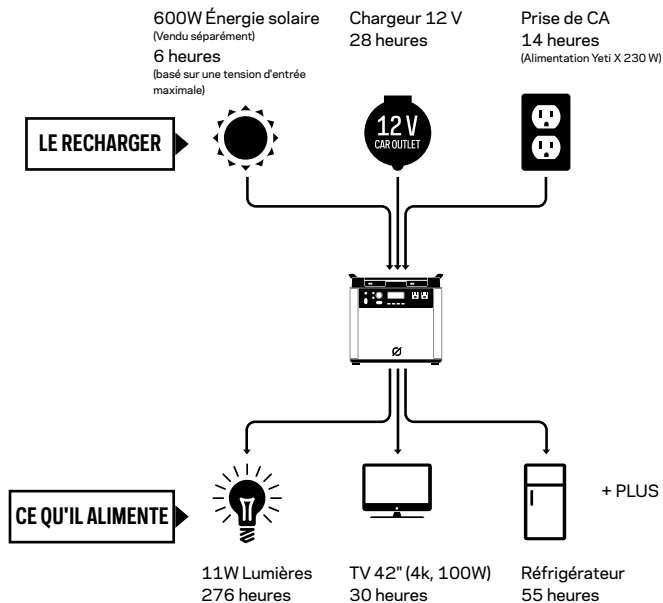 600W Énergie solaire
(Vendu séparément)
6 heures
(basé sur une tension d'entrée
maximale)
Chargeur 12 V
28 heures
Prise de CA
14 heures
(Alimentation Yeti X 230 W)
LE RECHARGER
12 V
CAR OUTLET
CE QU'IL ALIMENTE
+ PLUS
11W Lumières
276 heures
TV 42" (4k, 100W)
30 heures
Réfrigérateur
55 heures